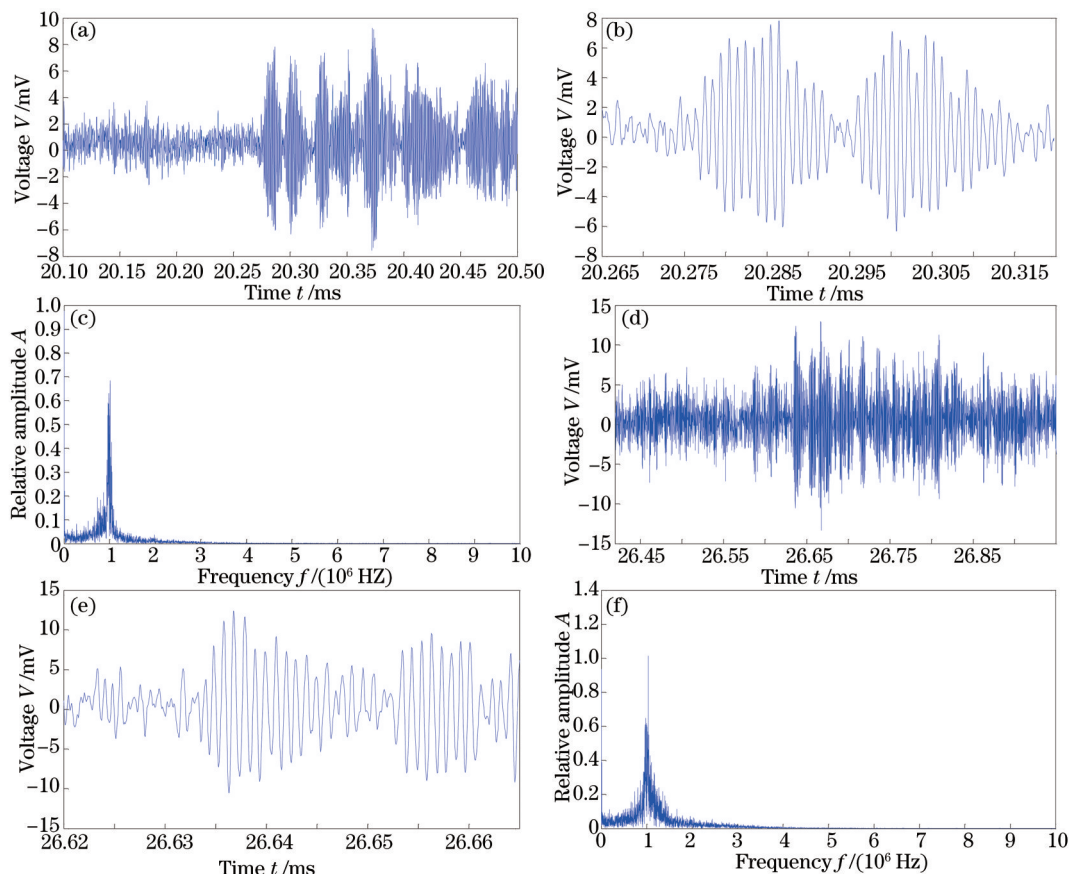 (a)
Voltage V/mV
10
8
6
4
2
0
−2
−4
−6
−8
20.10 20.15 20.20 20.25 20.30 20.35 20.40 20.45 20.50
Time t/ms
(b)
Voltage V/mV
8
6
4
2
0
−2
−4
−6
8
20.265 20.275 20.285 20.295 20.305 20.315
Time t/ms
(c)
Relative amplitude A
1.0
0.9
0.8
0.7
0.6
0.5
0.4
0.3
0.2
0.1
0
0 1 2 3 4 5 6 7 8 9 10
Frequency f/(10⁶ HZ)
(d)
Voltage V/mV
15
10
5
0
−5
−10
−15
26.45 26.55 26.65 26.75 26.85
Time t/ms
(e)
Voltage V/mV
15
10
5
0
−5
−10
−15
26.62 26.63 26.64 26.65 26.66
Time t/ms
(f)
Relative amplitude A
1.4
1.2
1.0
0.8
0.6
0.4
0.2
0
0 1 2 3 4 5 6 7 8 9 10
Frequency f/(10⁶ Hz)